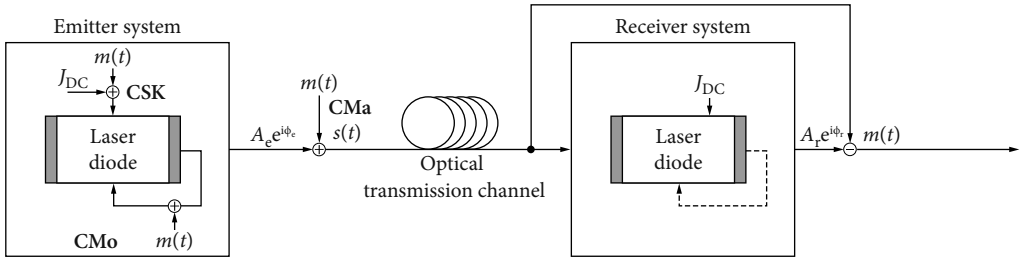 Emitter system
m(t)
J_DC
CSK
Laser
diode
CMo
m(t)
A_e e^{iϕ_e}
m(t)
CMa
s(t)
Optical
transmission channel
Receiver system
J_DC
Laser
diode
A_r e^{iϕ_r}
m(t)